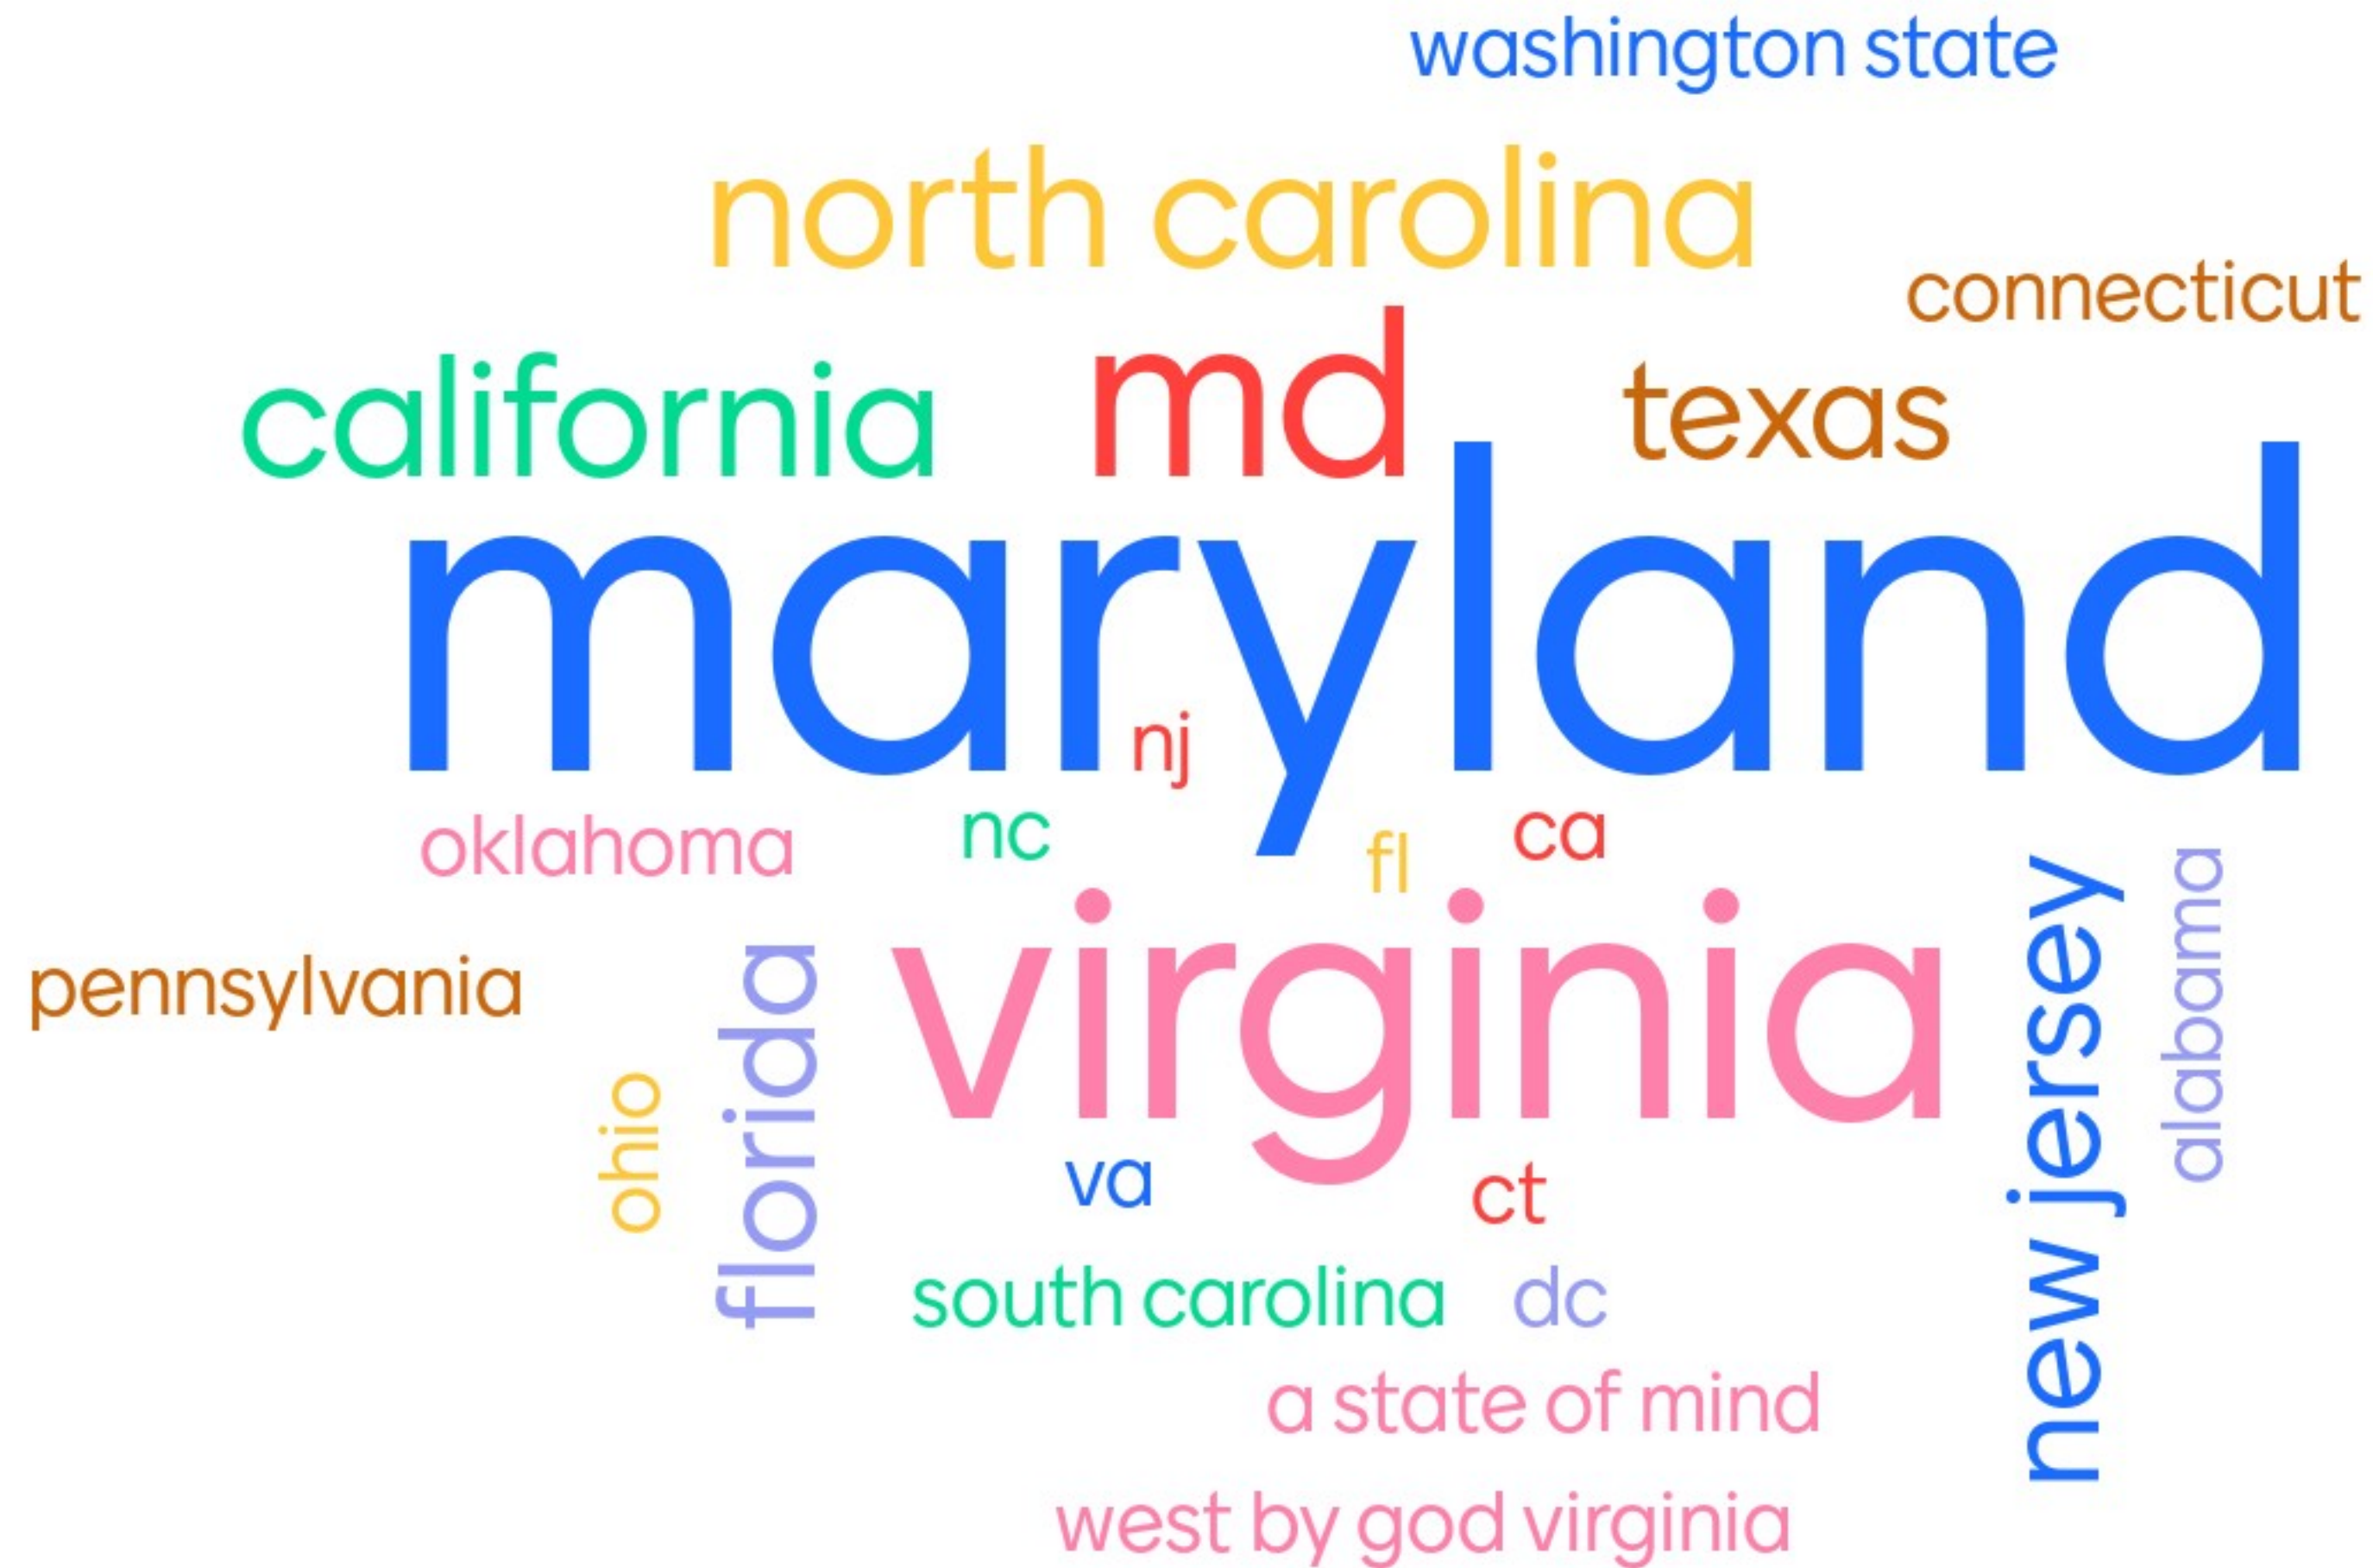 washington state
north carolina
connecticut
california
md
texas
maryland
nj
oklahoma
nc
fl
ca
virginia
new jersey
alabama
pennsylvania
florida
ohio
va
ct
south carolina
dc
a state of mind
west by god virginia